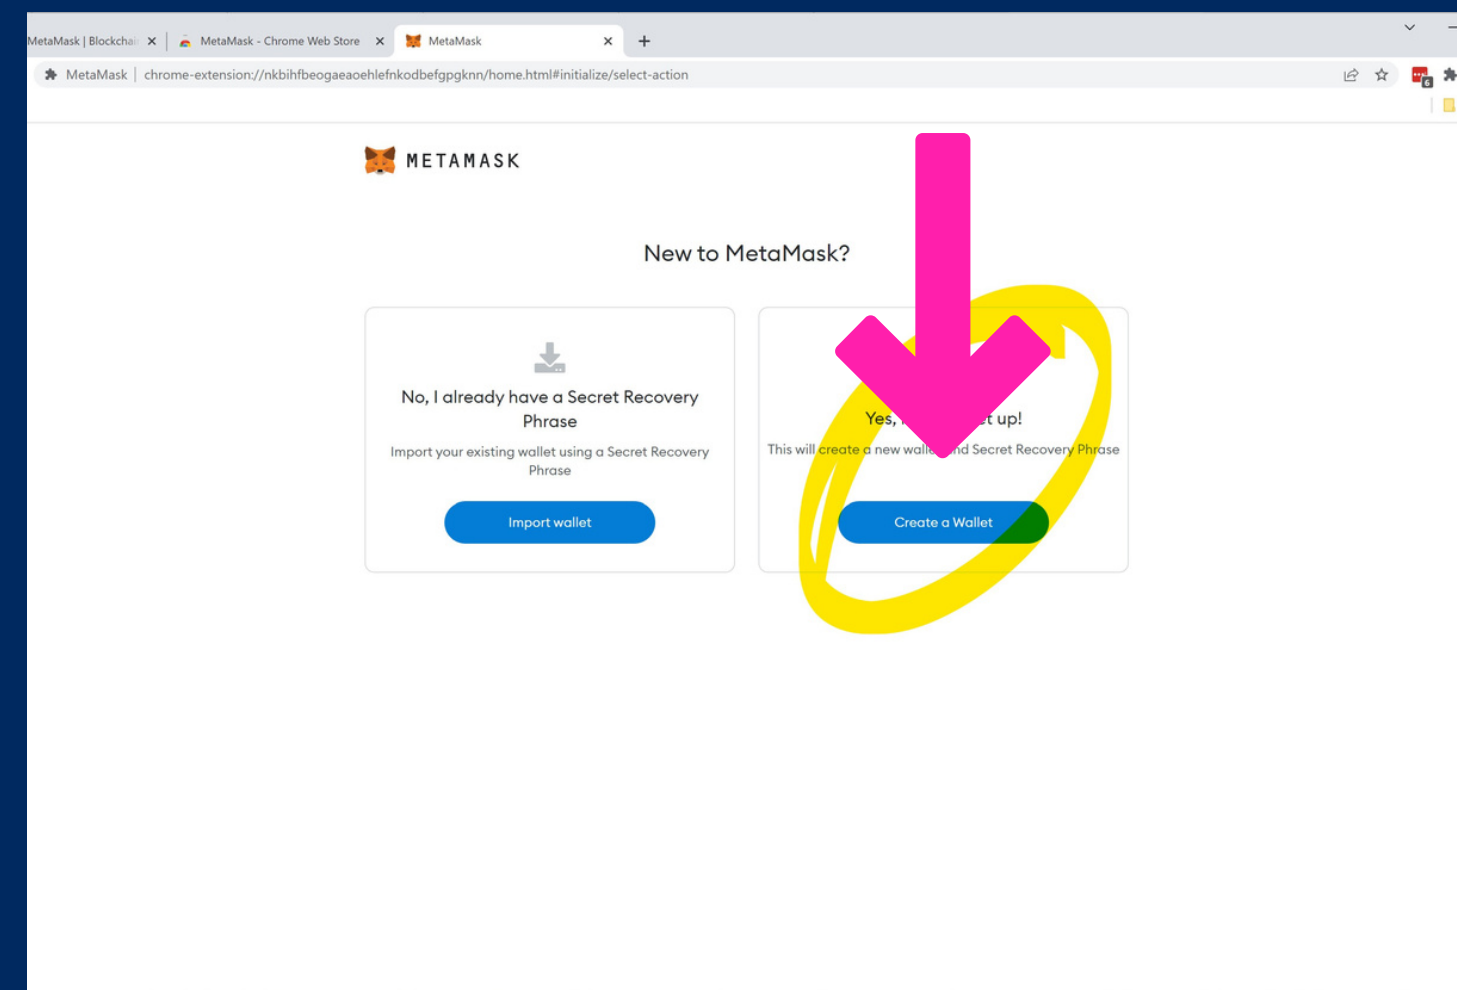 MetaMask | Blockchai
MetaMask - Chrome Web Store
MetaMask
MetaMask | chrome-extension://nkbihfbeogaeaoehlefnkodbefgpgknn/home.html#initialize/select-action
6
METAMASK
New to MetaMask?
No, I already have a Secret Recovery
Phrase
Import your existing wallet using a Secret Recovery
Phrase
Import wallet
Yes, up!
This will create a new Secret Recovery Phrase
Create a Wallet